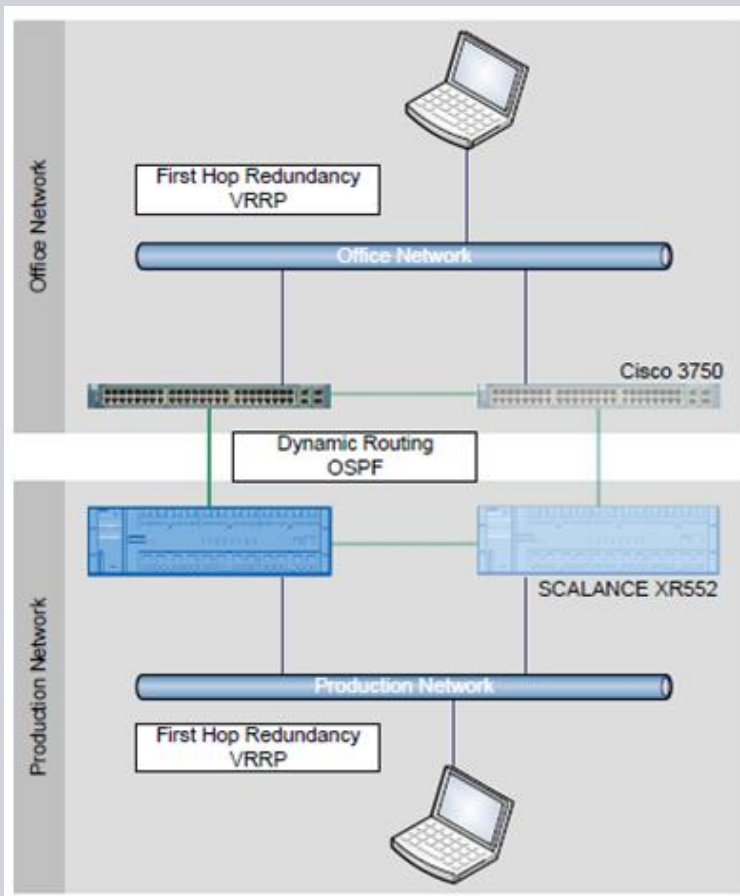 Office Network
First Hop Redundancy
VRRP
Office Network
Cisco 3750
Dynamic Routing
OSPF
Production Network
SCALANCE XR552
Production Network
First Hop Redundancy
VRRP